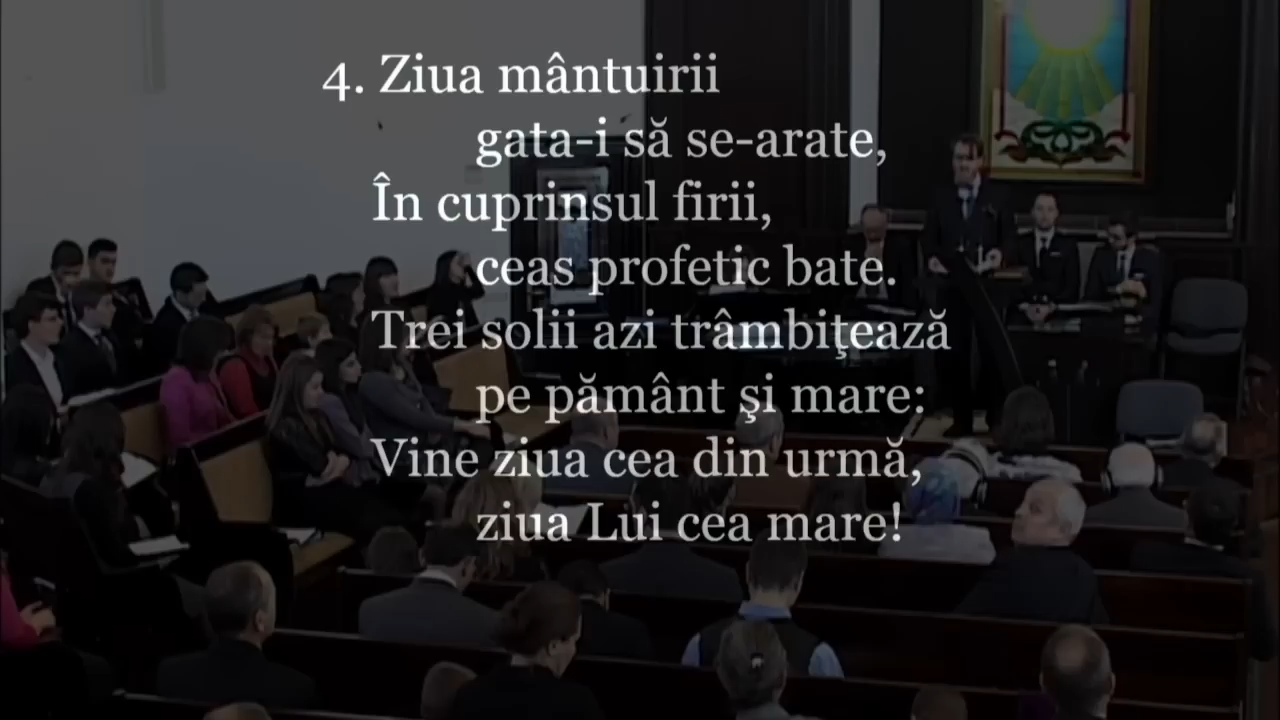 4. Ziua mântuirii
gata-i să se-arate,
În cuprinsul firii,
ceas profetic bate.
Trei solii azi trâmbiţează
pe pământ şi mare:
Vine ziua cea din urmă,
ziua Lui cea mare!